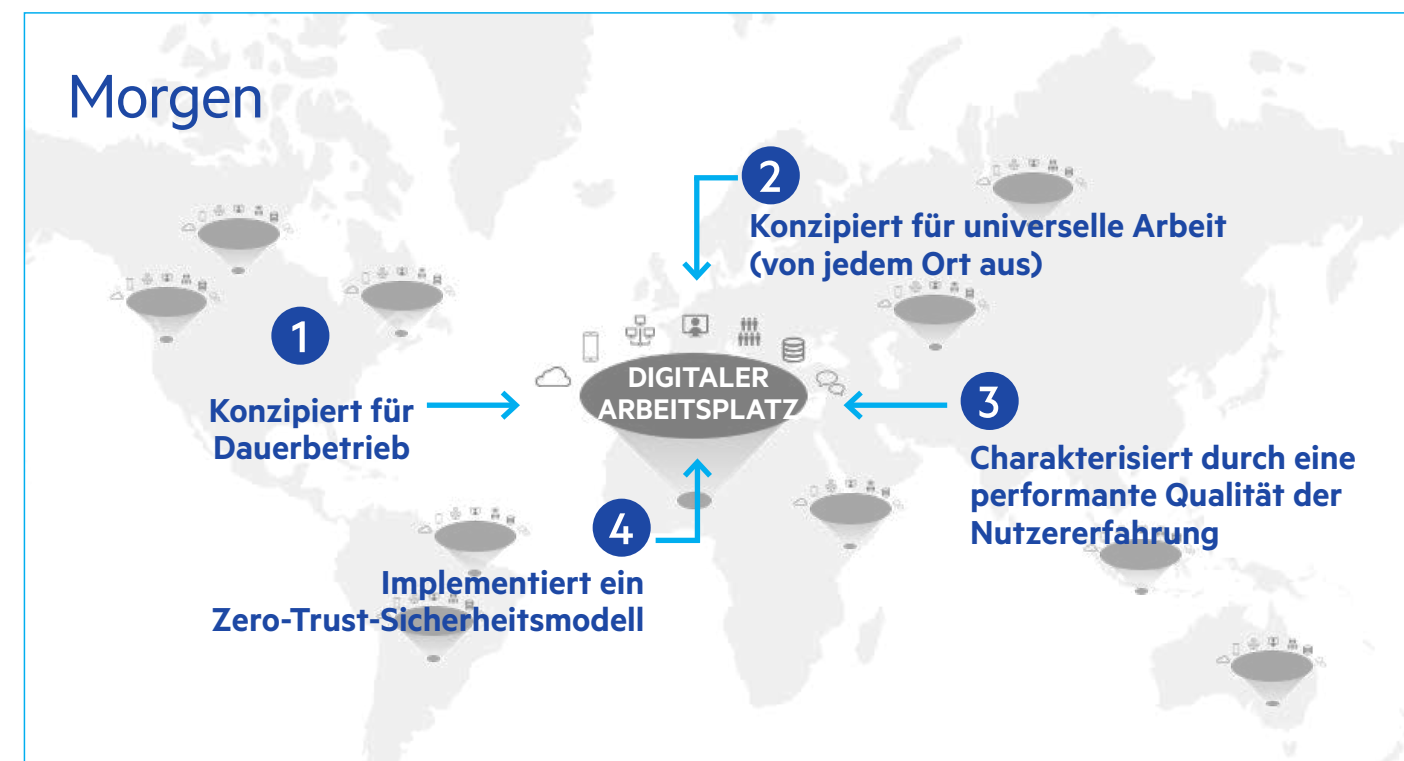 Morgen
1
Konzipiert für
Dauerbetrieb
2
Konzipiert für universelle Arbeit
(von jedem Ort aus)
DIGITALER
ARBEITSPLATZ
3
Charakterisiert durch eine
performante Qualität der
Nutzererfahrung
4
Implementiert ein
Zero-Trust-Sicherheitsmodell